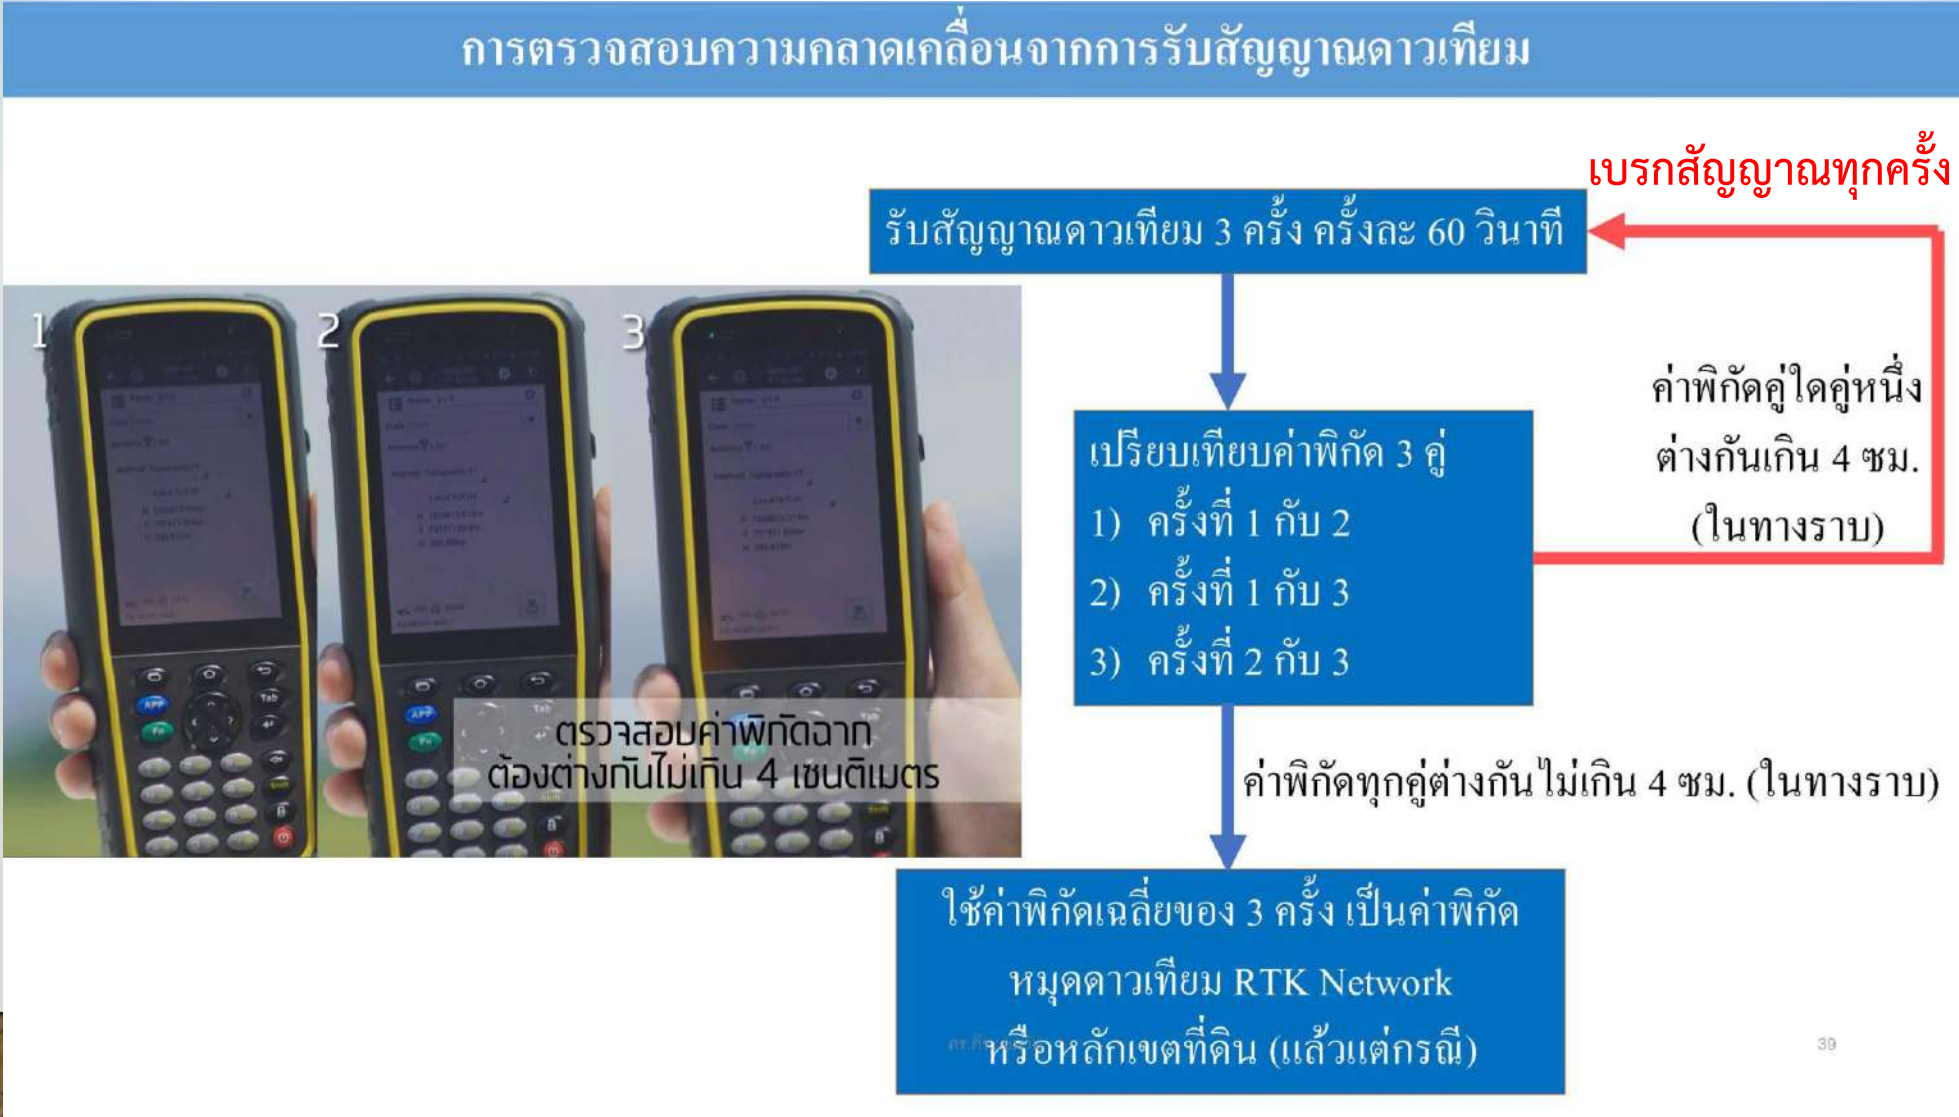 การตรวจสอบความคลาดเคลื่อนจากการรับสัญญาณดาวเทียม
เบรกสัญญาณทุกครั้ง
รับสัญญาณดาวเทียม 3 ครั้ง ครั้งละ 60 วินาที
ค่าพิกัดคู่ใดคู่หนึ่ง
ต่างกันเกิน 4 ซม.
(ในทางราบ)
เปรียบเทียบค่าพิกัด 3 คู่
1) ครั้งที่ 1 กับ 2
2) ครั้งที่ 1 กับ 3
3) ครั้งที่ 2 กับ 3
1
2
3
APP
Fn
Tab
Shift
APP
Fn
Tab
ตรวจสอบค่าพิกัดฉาก
ต้องต่างกันไม่เกิน 4 เซนติเมตร
ค่าพิกัดทุกคู่ต่างกันไม่เกิน 4 ซม. (ในทางราบ)
ใช้ค่าพิกัดเฉลี่ยของ 3 ครั้ง เป็นค่าพิกัด
หมุดดาวเทียม RTK Network
หรือหลักเขตที่ดิน (แล้วแต่กรณี)
39